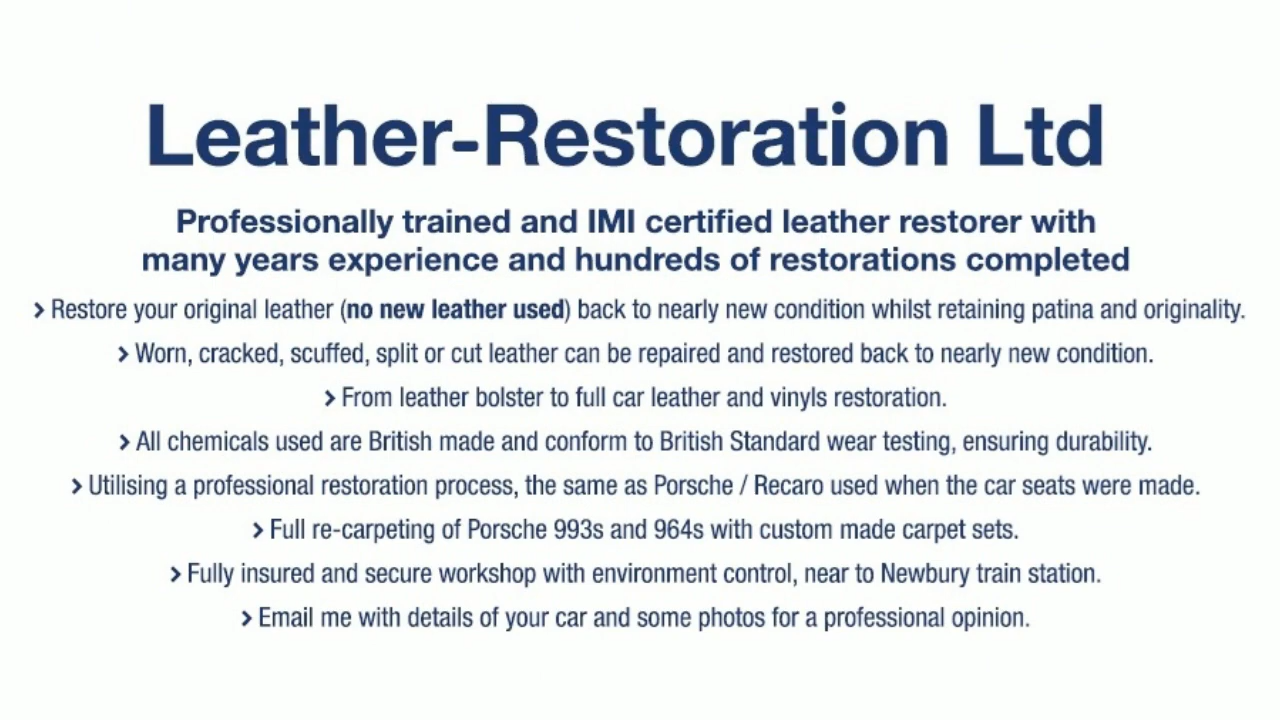 Leather-Restoration Ltd
Professionally trained and IMI certified leather restorer with
many years experience and hundreds of restorations completed
> Restore your original leather (no new leather used) back to nearly new condition whilst retaining patina and originality.
> Worn, cracked, scuffed, split or cut leather can be repaired and restored back to nearly new condition.
> From leather bolster to full car leather and vinyls restoration.
> All chemicals used are British made and conform to British Standard wear testing, ensuring durability.
> Utilising a professional restoration process, the same as Porsche / Recaro used when the car seats were made.
> Full re-carpeting of Porsche 993s and 964s with custom made carpet sets.
> Fully insured and secure workshop with environment control, near to Newbury train station.
> Email me with details of your car and some photos for a professional opinion.